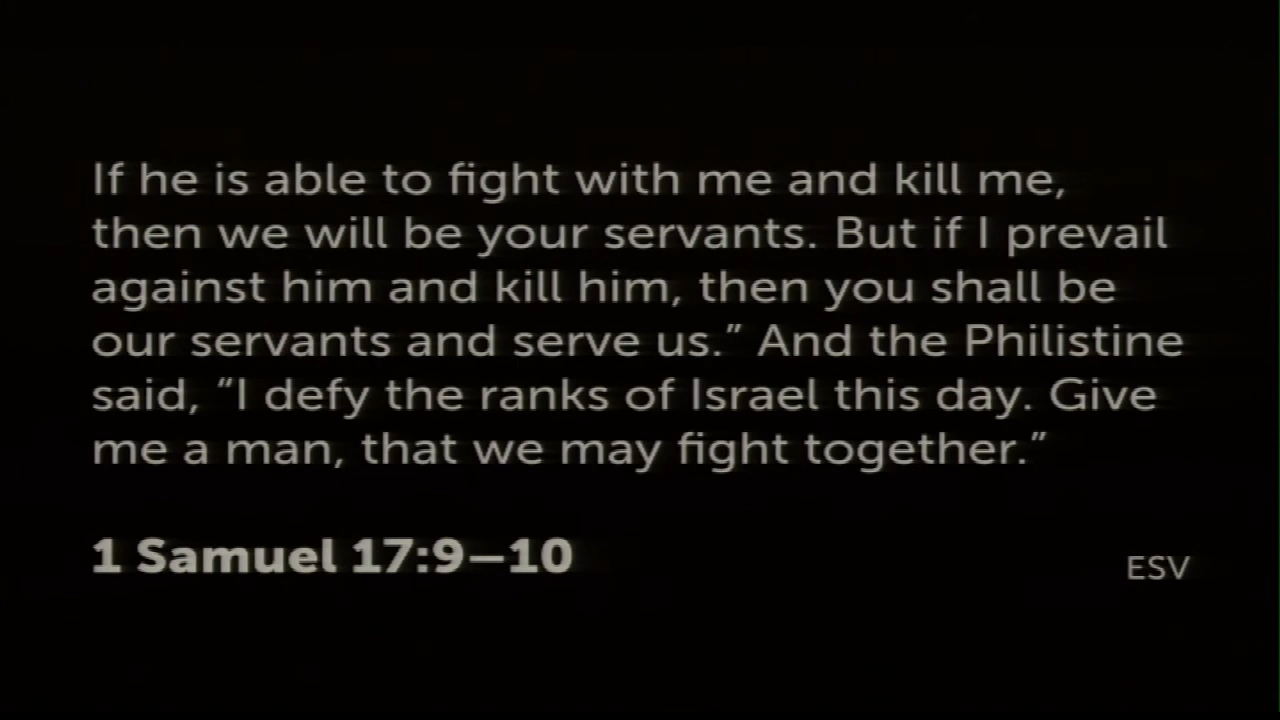 If he is able to fight with me and kill me,
then we will be your servants. But if I prevail
against him and kill him, then you shall be
our servants and serve us.” And the Philistine
said, “I defy the ranks of Israel this day. Give
me a man, that we may fight together.”
1 Samuel 17:9–10
ESV